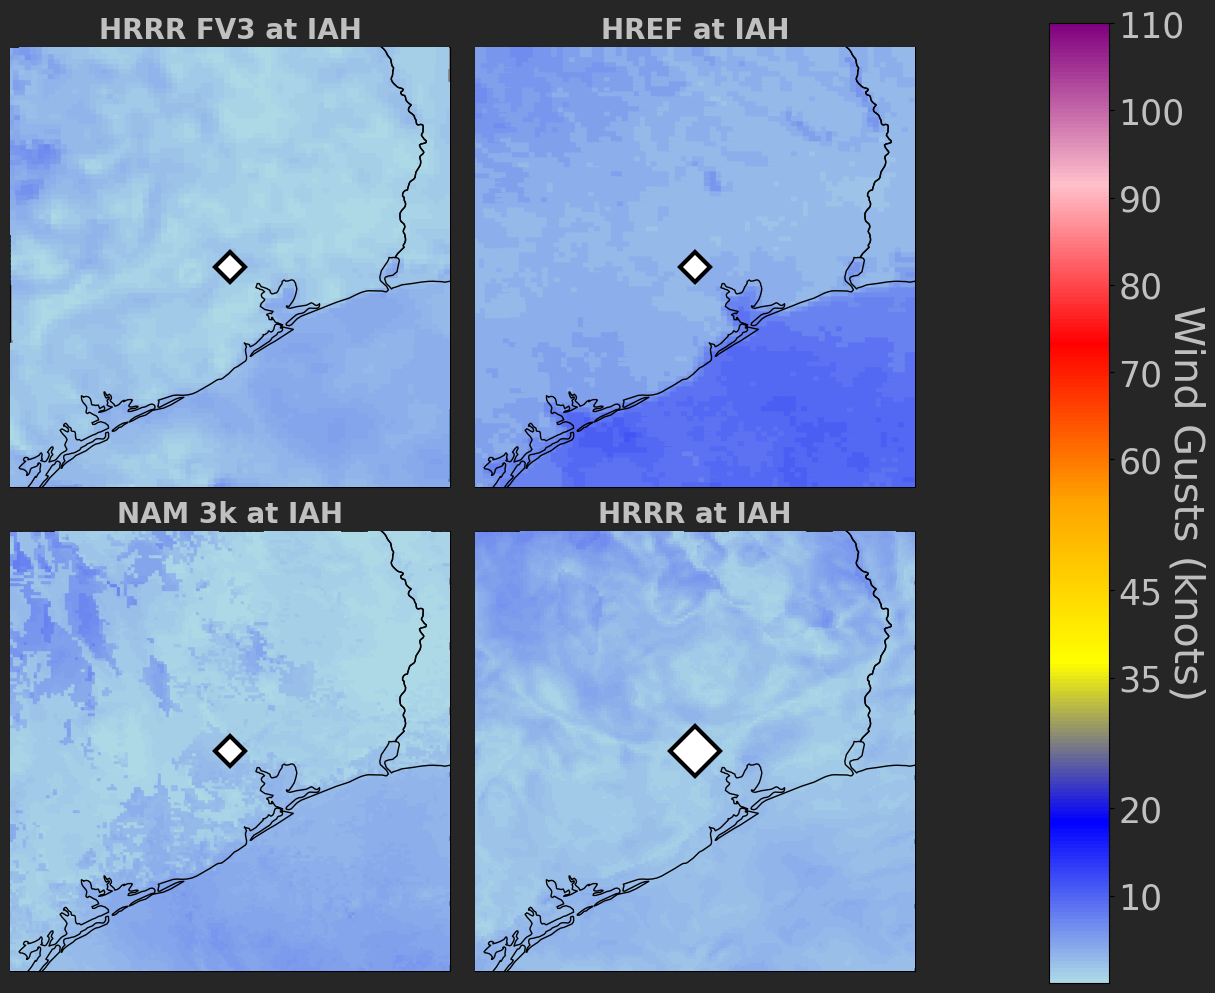 HRRR FV3 at IAH
HREF at IAH
NAM 3k at IAH
HRRR at IAH
110
100
90
80
70
60
45
35
20
10
Wind Gusts (knots)